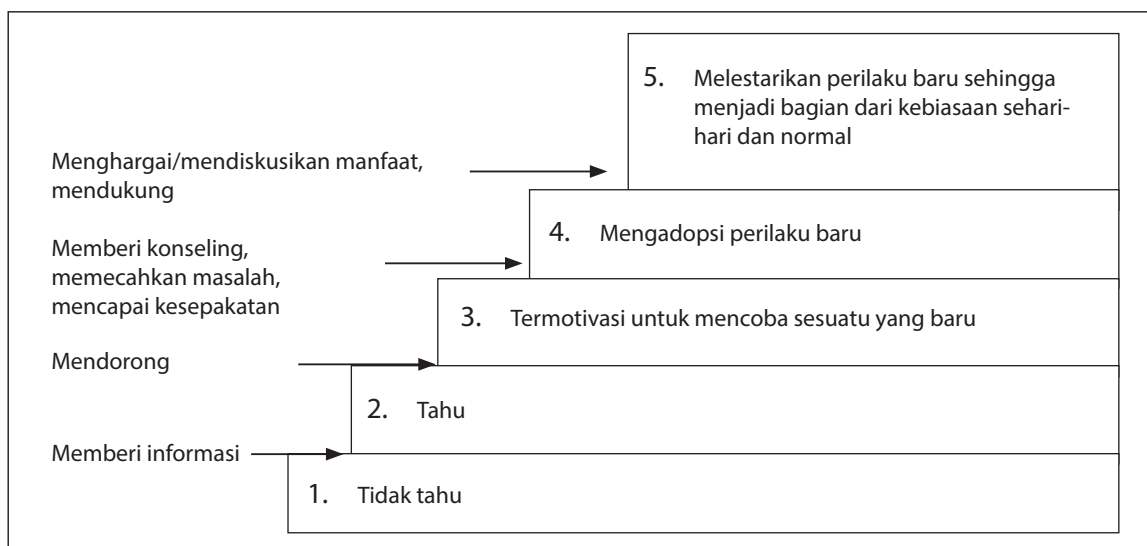 5. Melestarikan perilaku baru sehingga
menjadi bagian dari kebiasaan sehari-
hari dan normal
Menghargai/mendiskusikan manfaat,
mendukung
4. Mengadopsi perilaku baru
Memberi konseling,
memecahkan masalah,
mencapai kesepakatan
3. Termotivasi untuk mencoba sesuatu yang baru
Mendorong
2. Tahu
Memberi informasi
1. Tidak tahu